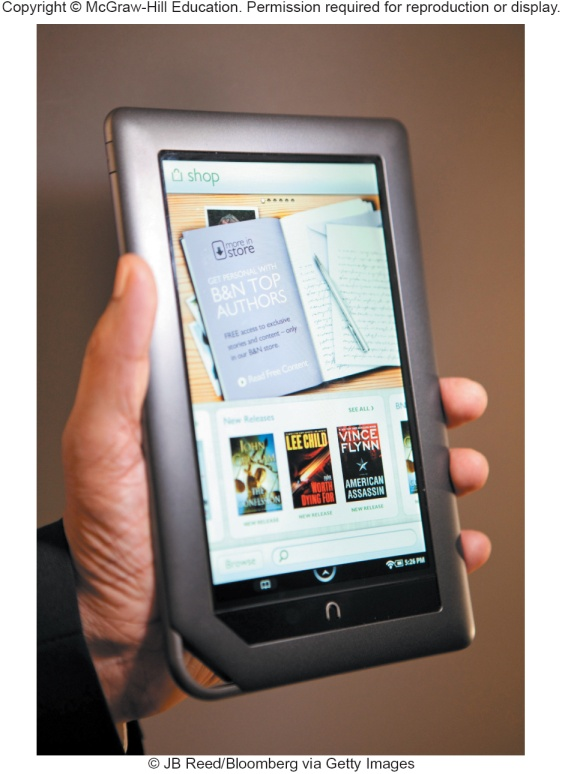 Copyright © McGraw-Hill Education. Permission required for reproduction or display.
shop
more in
store
GET PERSONAL WITH
B&N TOP
AUTHORS
FREE access to exclusive
stories and content – only
in our B&N store.
Read Free Content
New Releases
SEE ALL >
BN
JOHN
THE
CONFESSION
LEE CHILD
WORTH
DYING FOR
VINCE
FLYNN
AMERICAN
ASSASSIN
NEW RELEASE
NEW RELEASE
NEW RELEASE
Browse
5:26 PM
n
© JB Reed/Bloomberg via Getty Images